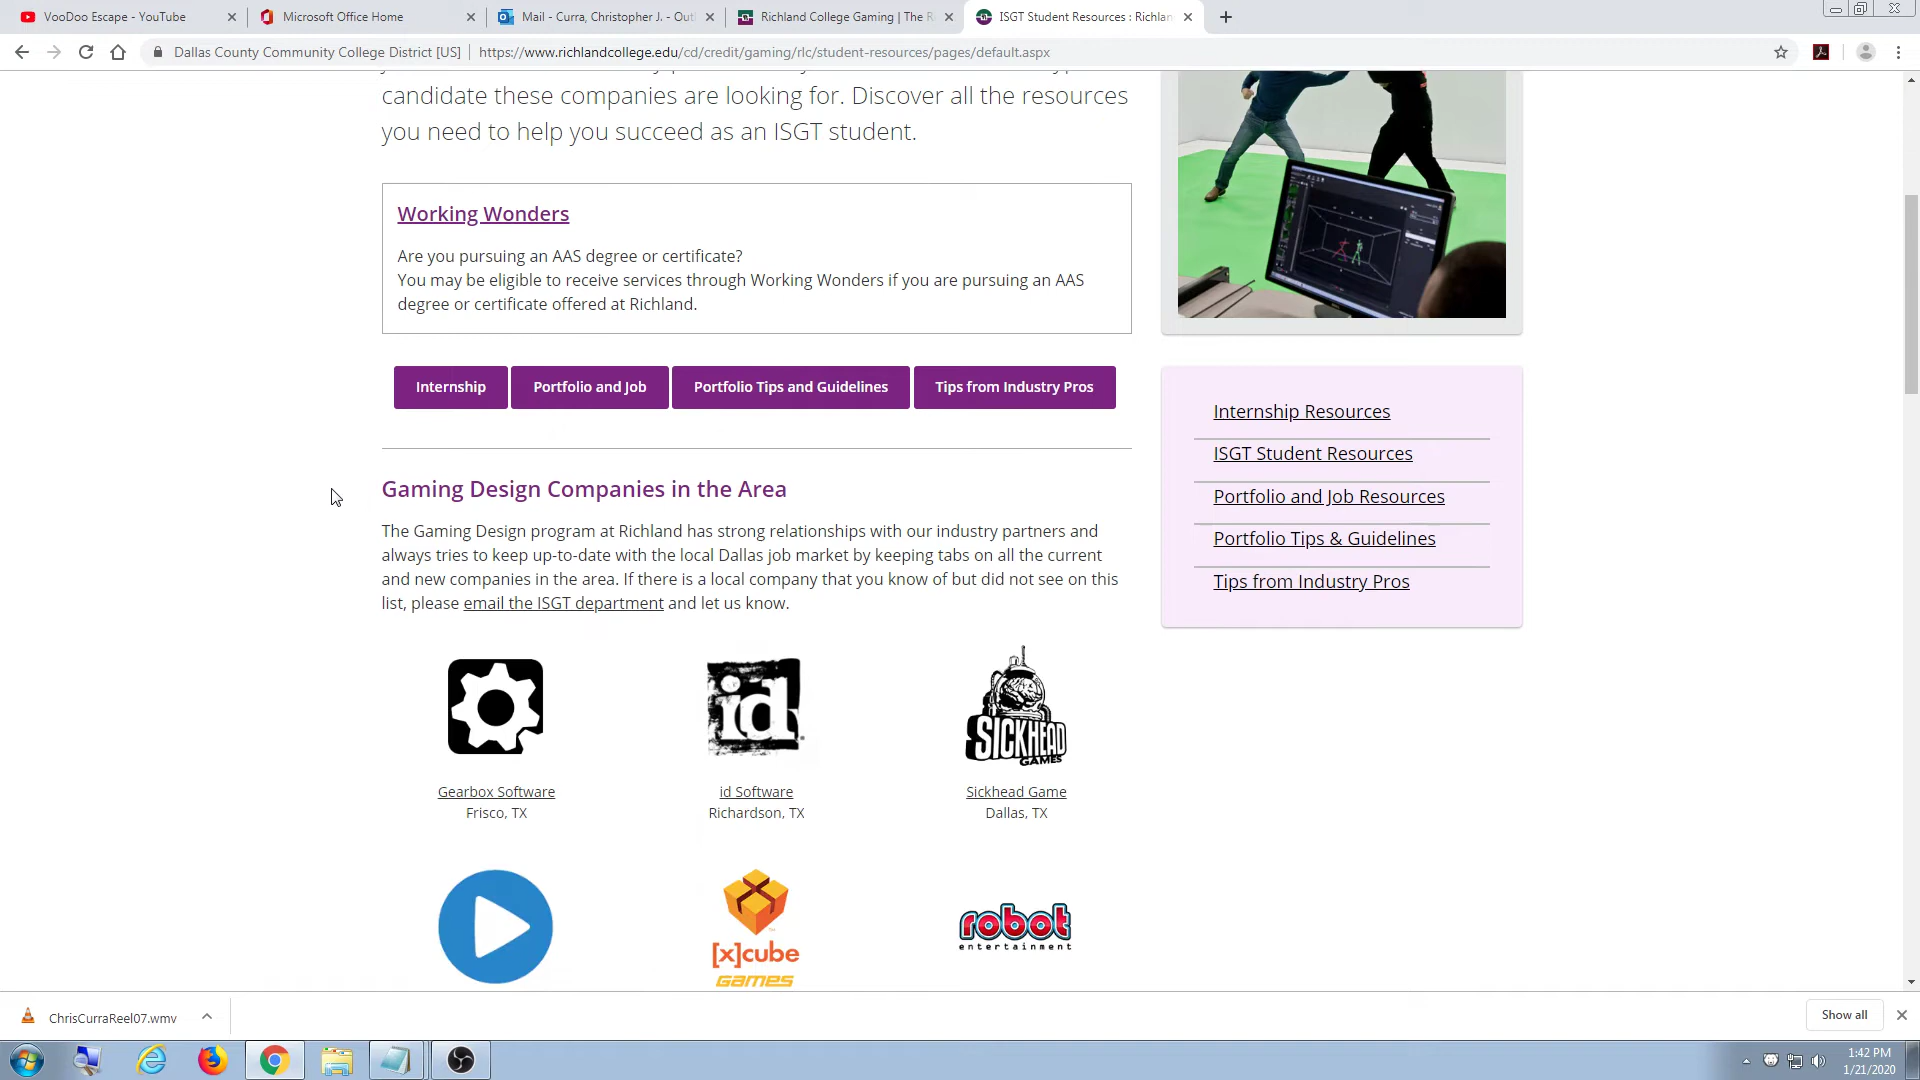 VooDoo Escape - YouTube
Microsoft Office Home
Mail - Curra, Christopher J. - Outl
Richland College Gaming | The R
ISGT Student Resources : Richlan
Dallas County Community College District [US]
https://www.richlandcollege.edu/cd/credit/gaming/rlc/student-resources/pages/default.aspx
candidate these companies are looking for. Discover all the resources
you need to help you succeed as an ISGT student.
Working Wonders
Are you pursuing an AAS degree or certificate?
You may be eligible to receive services through Working Wonders if you are pursuing an AAS
degree or certificate offered at Richland.
Internship
Portfolio and Job
Portfolio Tips and Guidelines
Tips from Industry Pros
Internship Resources
ISGT Student Resources
Portfolio and Job Resources
Portfolio Tips & Guidelines
Tips from Industry Pros
Gaming Design Companies in the Area
The Gaming Design program at Richland has strong relationships with our industry partners and
always tries to keep up-to-date with the local Dallas job market by keeping tabs on all the current
and new companies in the area. If there is a local company that you know of but did not see on this
list, please email the ISGT department and let us know.
id
SICKHEAD
GAMES
Gearbox Software
Frisco, TX
id Software
Richardson, TX
Sickhead Game
Dallas, TX
[x]cube
GAMES
robot
entertainment
ChrisCurraReel07.wmv
Show all
1:42 PM
1/21/2020